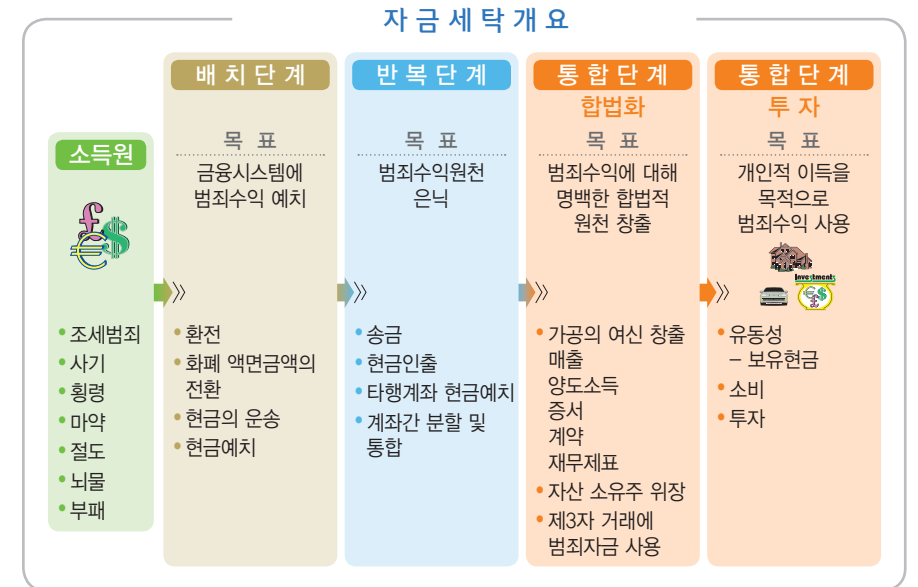 자금세탁개요
소득원
• 조세범죄
• 사기
• 횡령
• 마약
• 절도
• 뇌물
• 부패
배치단계
목 표
금융시스템에
범죄수익 예치
• 환전
• 화폐 액면금액의
전환
• 현금의 운송
• 현금예치
반복단계
목 표
범죄수익원천
은닉
• 송금
• 현금인출
• 타행계좌 현금예치
• 계좌간 분할 및
통합
통합단계
합법화
목 표
범죄수익에 대해
명백한 합법적
원천 창출
• 가공의 여신 창출
매출
양도소득
증서
계약
재무제표
• 자산 소유주 위장
• 제3자 거래에
범죄자금 사용
통합단계
투 자
목 표
개인적 이득을
목적으로
범죄수익 사용
Investments
• 유동성
– 보유현금
• 소비
• 투자